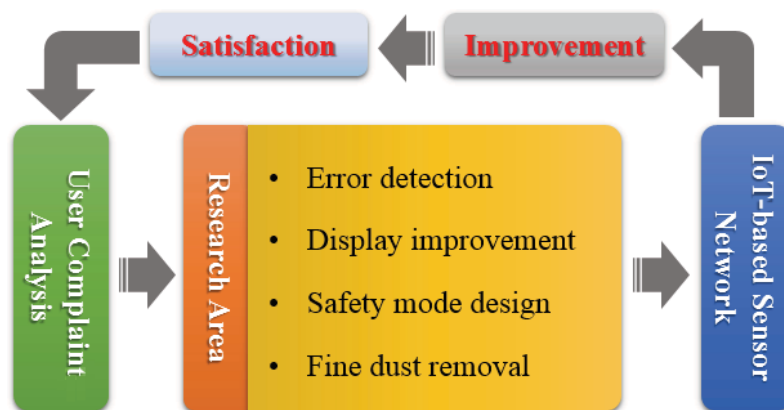 Satisfaction
Improvement
User Complaint
Analysis
Research Area
• Error detection
• Display improvement
• Safety mode design
• Fine dust removal
IoT-based Sensor
Network